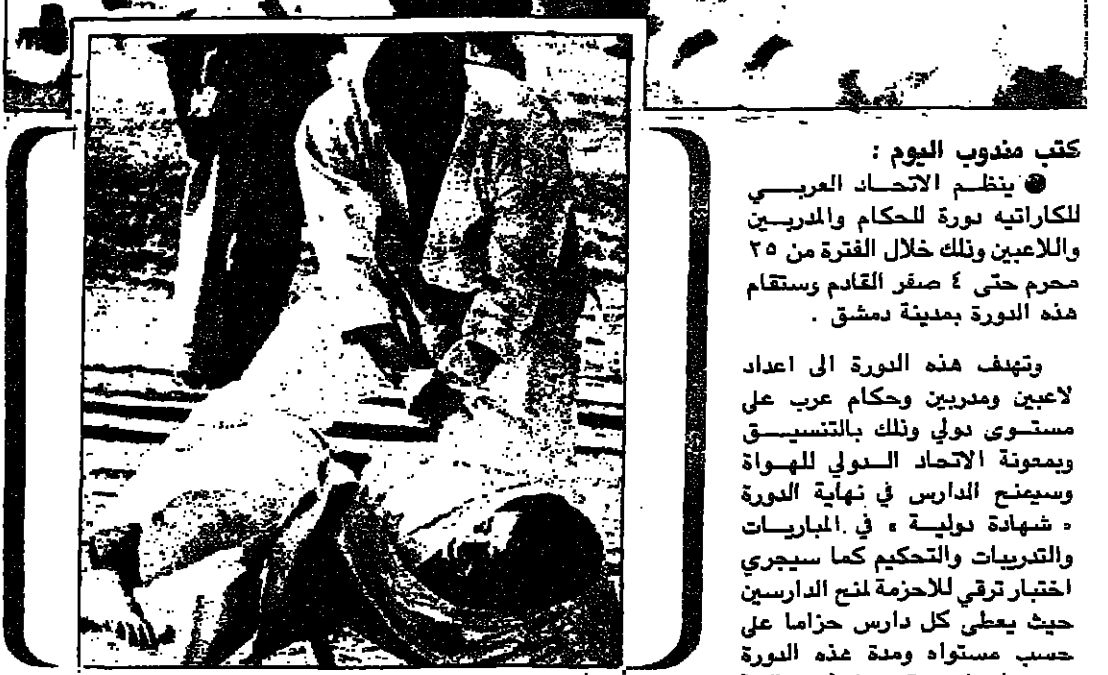 كتب مندوب اليوم :
● ينظم الاتحاد العربي
للكاراتيه دورة للحكام والمدربين
واللاعبين وذلك خلال الفترة من ٢٥
محرم حتى ٤ صفر القادم وستقام
هذه الدورة بمدينة دمشق .
وتهدف هذه الدورة الى اعداد
لاعبين ومدربين وحكام عرب على
مستوى دولي وذلك بالتنسيق
وبمعونة الاتحاد الدولي للهواة
وسيمنح الدارس في نهاية الدورة
« شهادة دولية » في المباريات
والتدريبات والتحكيم كما سيجري
اختبار ترقي للاحزمة لمنح الدارسين
حيث يعطى كل دارس حزاما على
حسب مستواه ومدة هذه الدورة